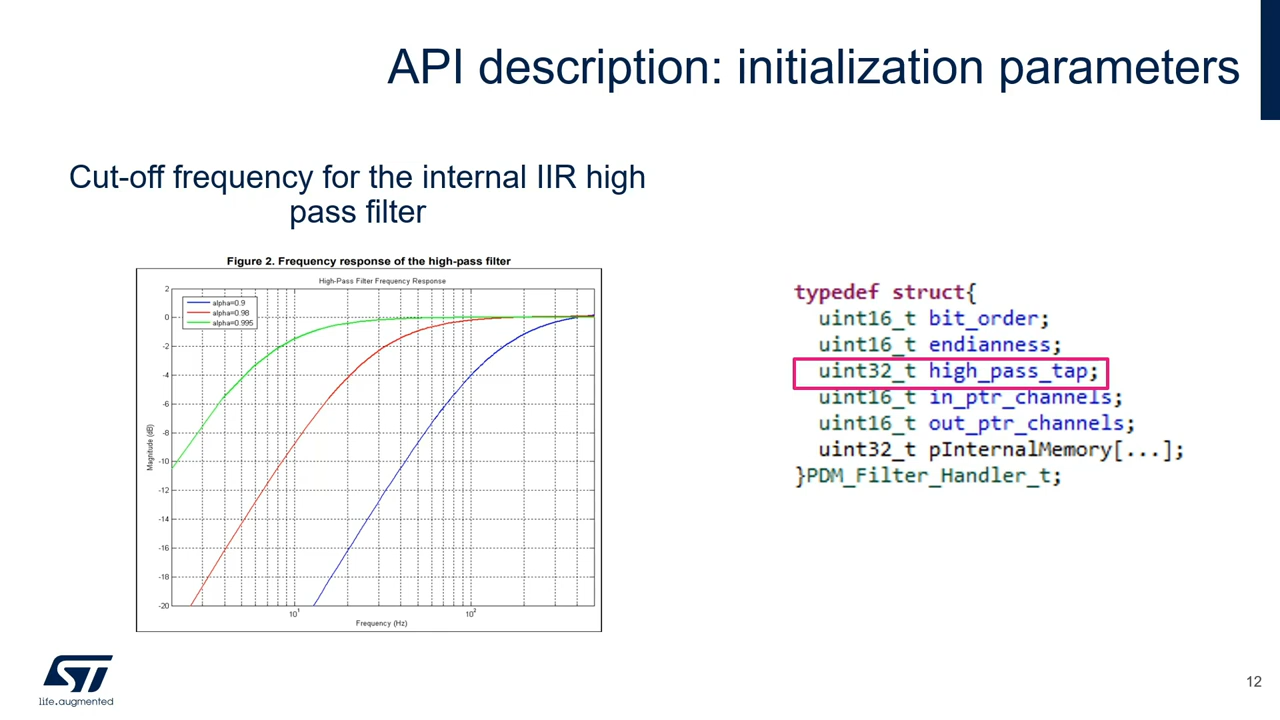 API description: initialization parameters
Cut-off frequency for the internal IIR high
pass filter
Figure 2. Frequency response of the high-pass filter
High-Pass Filter Frequency Response
alpha=0.9
alpha=0.98
alpha=0.995
Magnitude (dB)
2
0
-2
-4
-6
-8
-10
-12
-14
-16
-18
-20
10¹
10²
Frequency (Hz)
typedef struct{
uint16_t bit_order;
uint16_t endianness;
uint32_t high_pass_tap;
uint16_t in_ptr_channels;
uint16_t out_ptr_channels;
uint32_t pInternalMemory[...];
}PDM_Filter_Handler_t;
ST
life.augmented
12